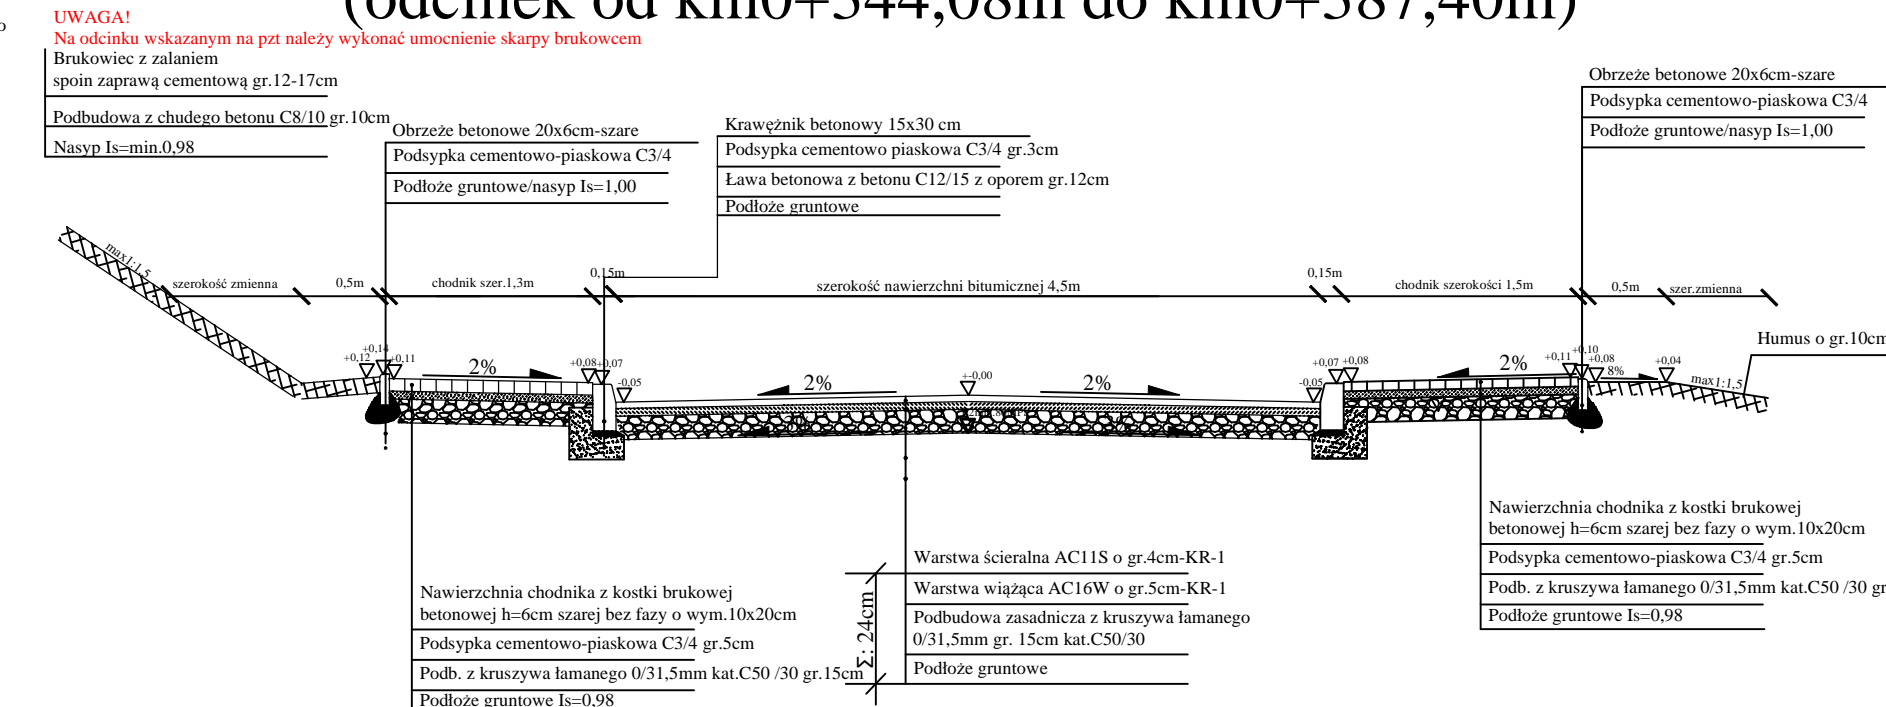 (odcinek od km0+344,08m do km0+387,40m)
o
UWAGA!
Na odcinku wskazanym na pzt należy wykonać umocnienie skarpy brukowcem
Brukowiec z zalaniem
spoin zaprawą cementową gr.12-17cm
Podbudowa z chudego betonu C8/10 gr.10cm
Nasyp Is=min.0,98
Obrzeże betonowe 20x6cm-szare
Podsypka cementowo-piaskowa C3/4
Podłoże gruntowe/nasyp Is=1,00
Krawężnik betonowy 15x30 cm
Podsypka cementowo piaskowa C3/4 gr.3cm
Ława betonowa z betonu C12/15 z oporem gr.12cm
Podłoże gruntowe
Obrzeże betonowe 20x6cm-szare
Podsypka cementowo-piaskowa C3/4
Podłoże gruntowe/nasyp Is=1,00
max1:1,5
szerokość zmienna
0,5m
chodnik szer.1,3m
0,15m
szerokość nawierzchni bitumicznej 4,5m
0,15m
chodnik szerokości 1,5m
0,5m
szer.zmienna
Humus o gr.10cm
+0,12
+0,14
+0,11
2%
+0,08
+0,07
-0,05
2%
+-0,00
2%
-0,05
+0,07
+0,08
2%
+0,11
+0,10
+0,08
8%
+0,04
max1:1,5
Nawierzchnia chodnika z kostki brukowej
betonowej h=6cm szarej bez fazy o wym.10x20cm
Podsypka cementowo-piaskowa C3/4 gr.5cm
Podb. z kruszywa łamanego 0/31,5mm kat.C50 /30 gr.15cm
Podłoże gruntowe Is=0,98
Σ: 24cm
Warstwa ścieralna AC11S o gr.4cm-KR-1
Warstwa wiążąca AC16W o gr.5cm-KR-1
Podbudowa zasadnicza z kruszywa łamanego
0/31,5mm gr. 15cm kat.C50/30
Podłoże gruntowe
Nawierzchnia chodnika z kostki brukowej
betonowej h=6cm szarej bez fazy o wym.10x20cm
Podsypka cementowo-piaskowa C3/4 gr.5cm
Podb. z kruszywa łamanego 0/31,5mm kat.C50 /30 gr
Podłoże gruntowe Is=0,98